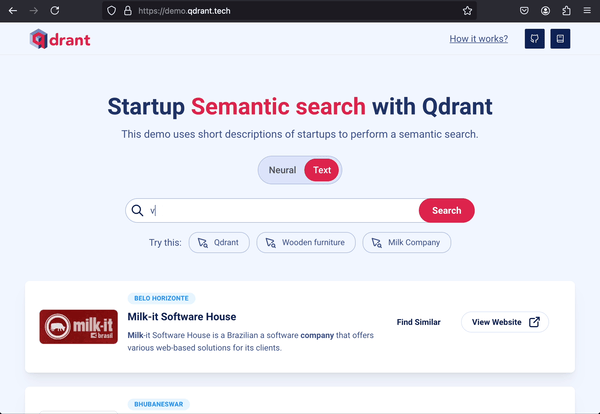 https://demo.qdrant.tech
qdrant
How it works?
Startup Semantic search with Qdrant
This demo uses short descriptions of startups to perform a semantic search.
Neural Text
v Search
Try this: Qdrant Wooden furniture Milk Company
BELO HORIZONTE
milk-it
brasil
Milk-it Software House
Milk-it Software House is a Brazilian a software company that offers
various web-based solutions for its clients.
Find Similar View Website
BHUBANESWAR